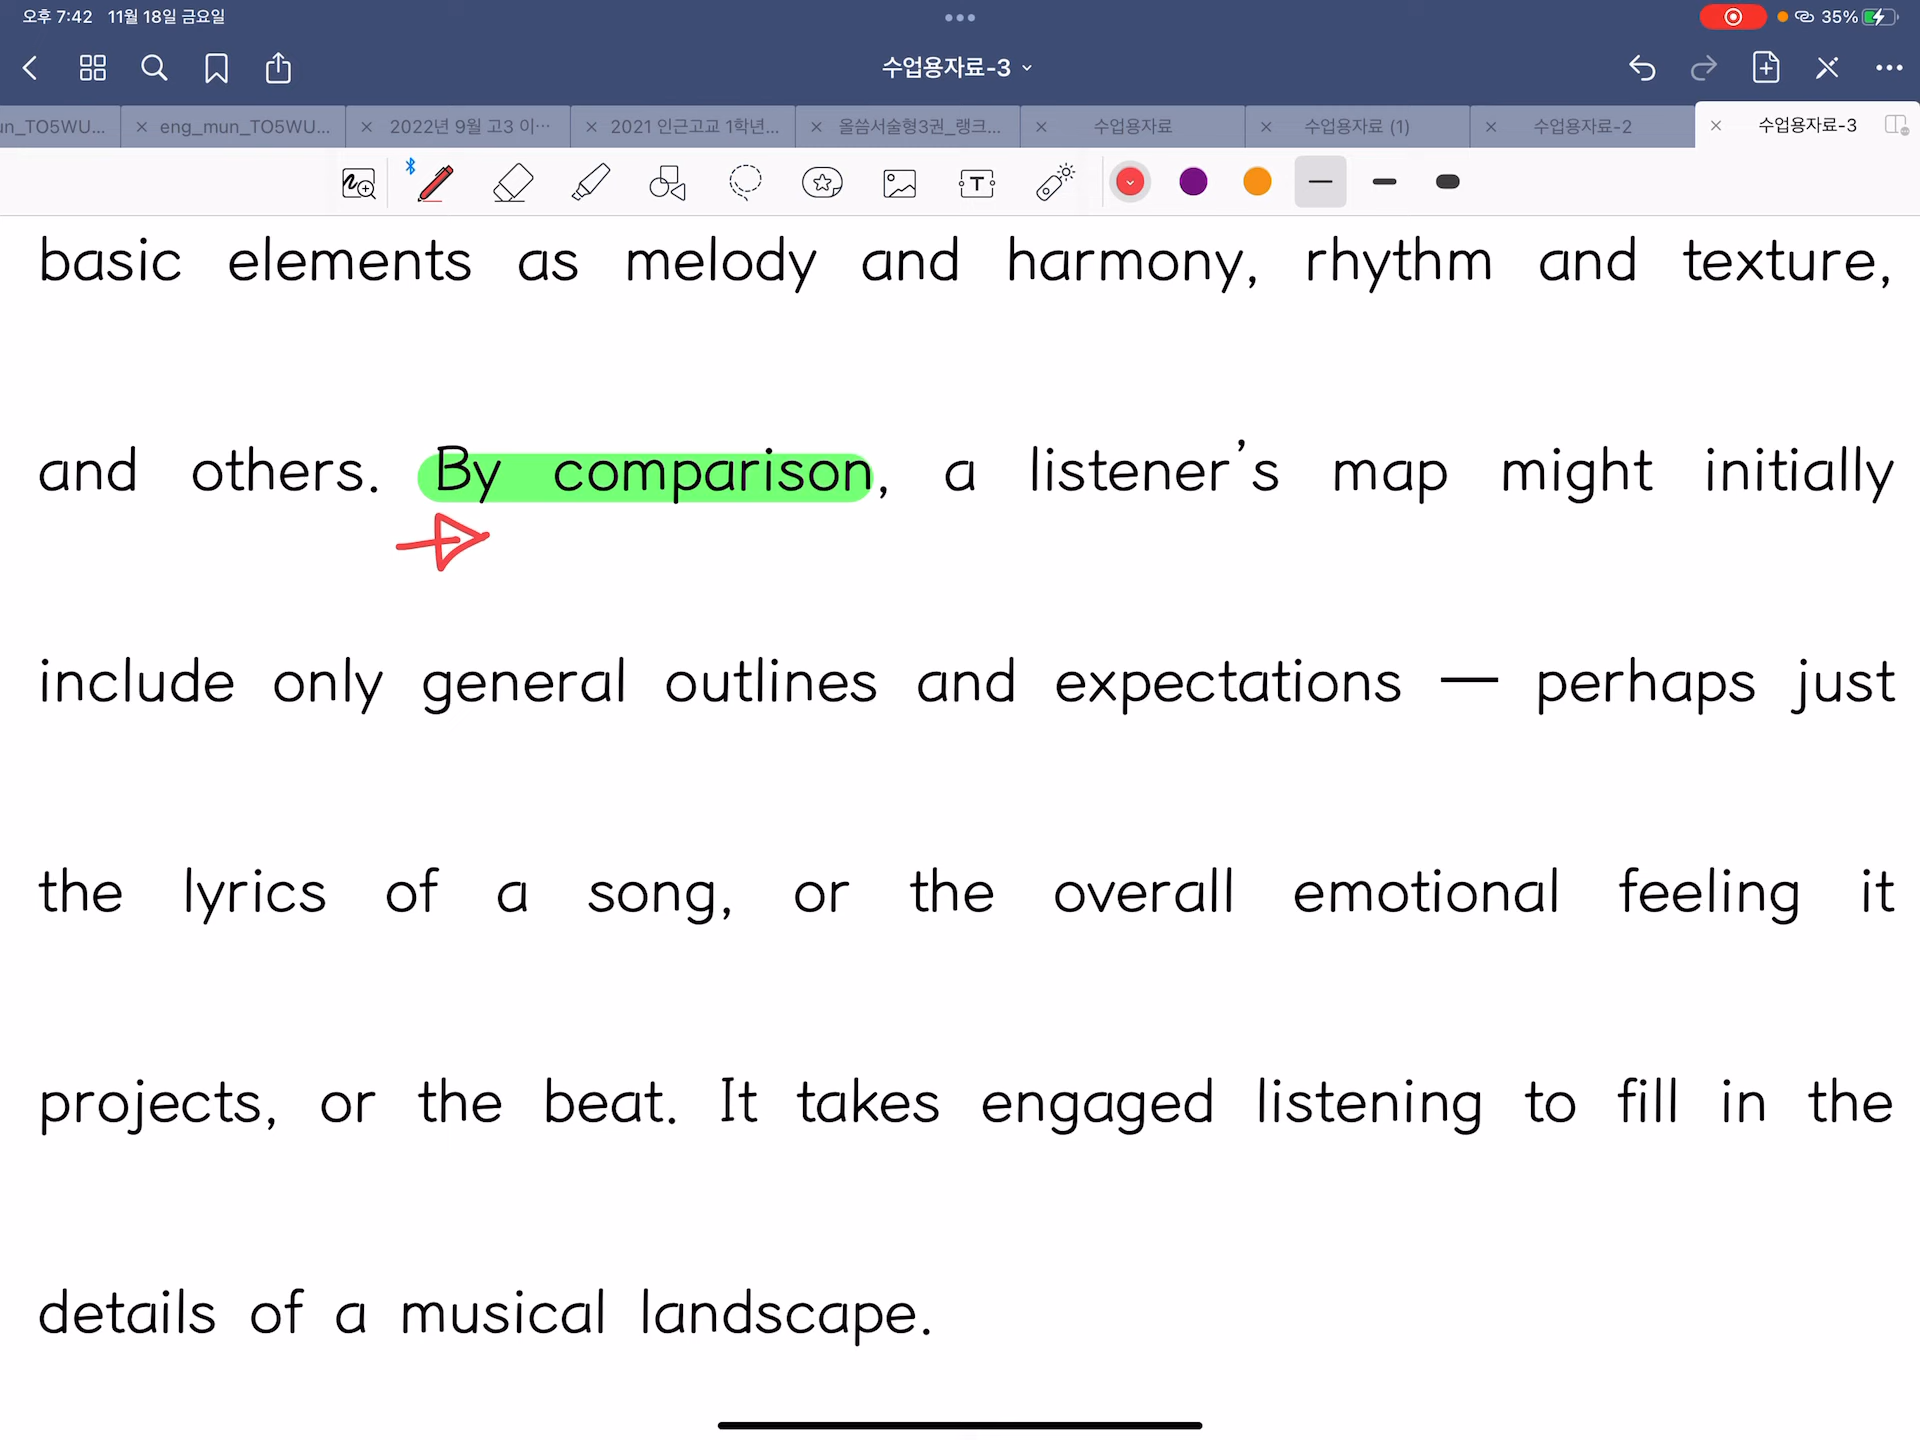 오후 7:42 11월 18일 금요일
35%
수업용자료-3
un_TO5WU...
eng_mun_TO5WU...
2022년 9월 고3 이…
2021 인근고교 1학년...
올씀서술형3권_랭크...
수업용자료
수업용자료 (1)
수업용자료-2
수업용자료-3
basic elements as melody and harmony, rhythm and texture,
and others. By comparison, a listener’s map might initially
include only general outlines and expectations — perhaps just
the lyrics of a song, or the overall emotional feeling it
projects, or the beat. It takes engaged listening to fill in the
details of a musical landscape.